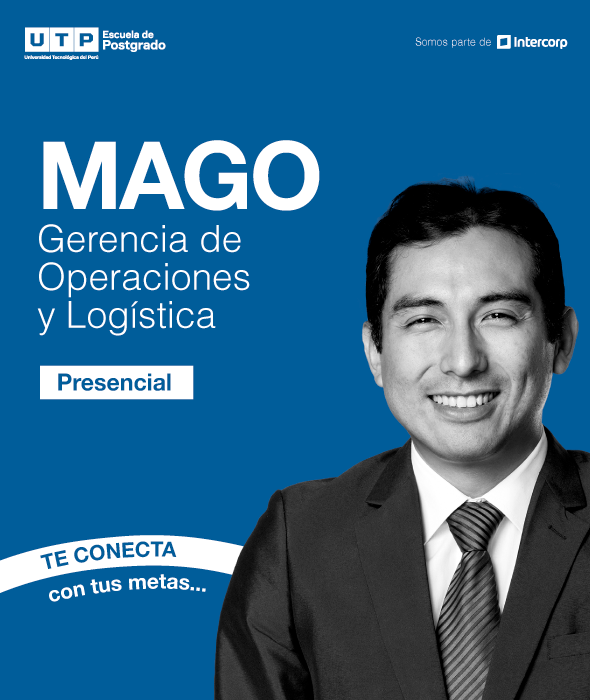 UTP Escuela de
Postgrado
Universidad Tecnológica del Perú
Somos parte de Intercorp
MAGO
Gerencia de
Operaciones
y Logística
Presencial
TE CONECTA
con tus metas...